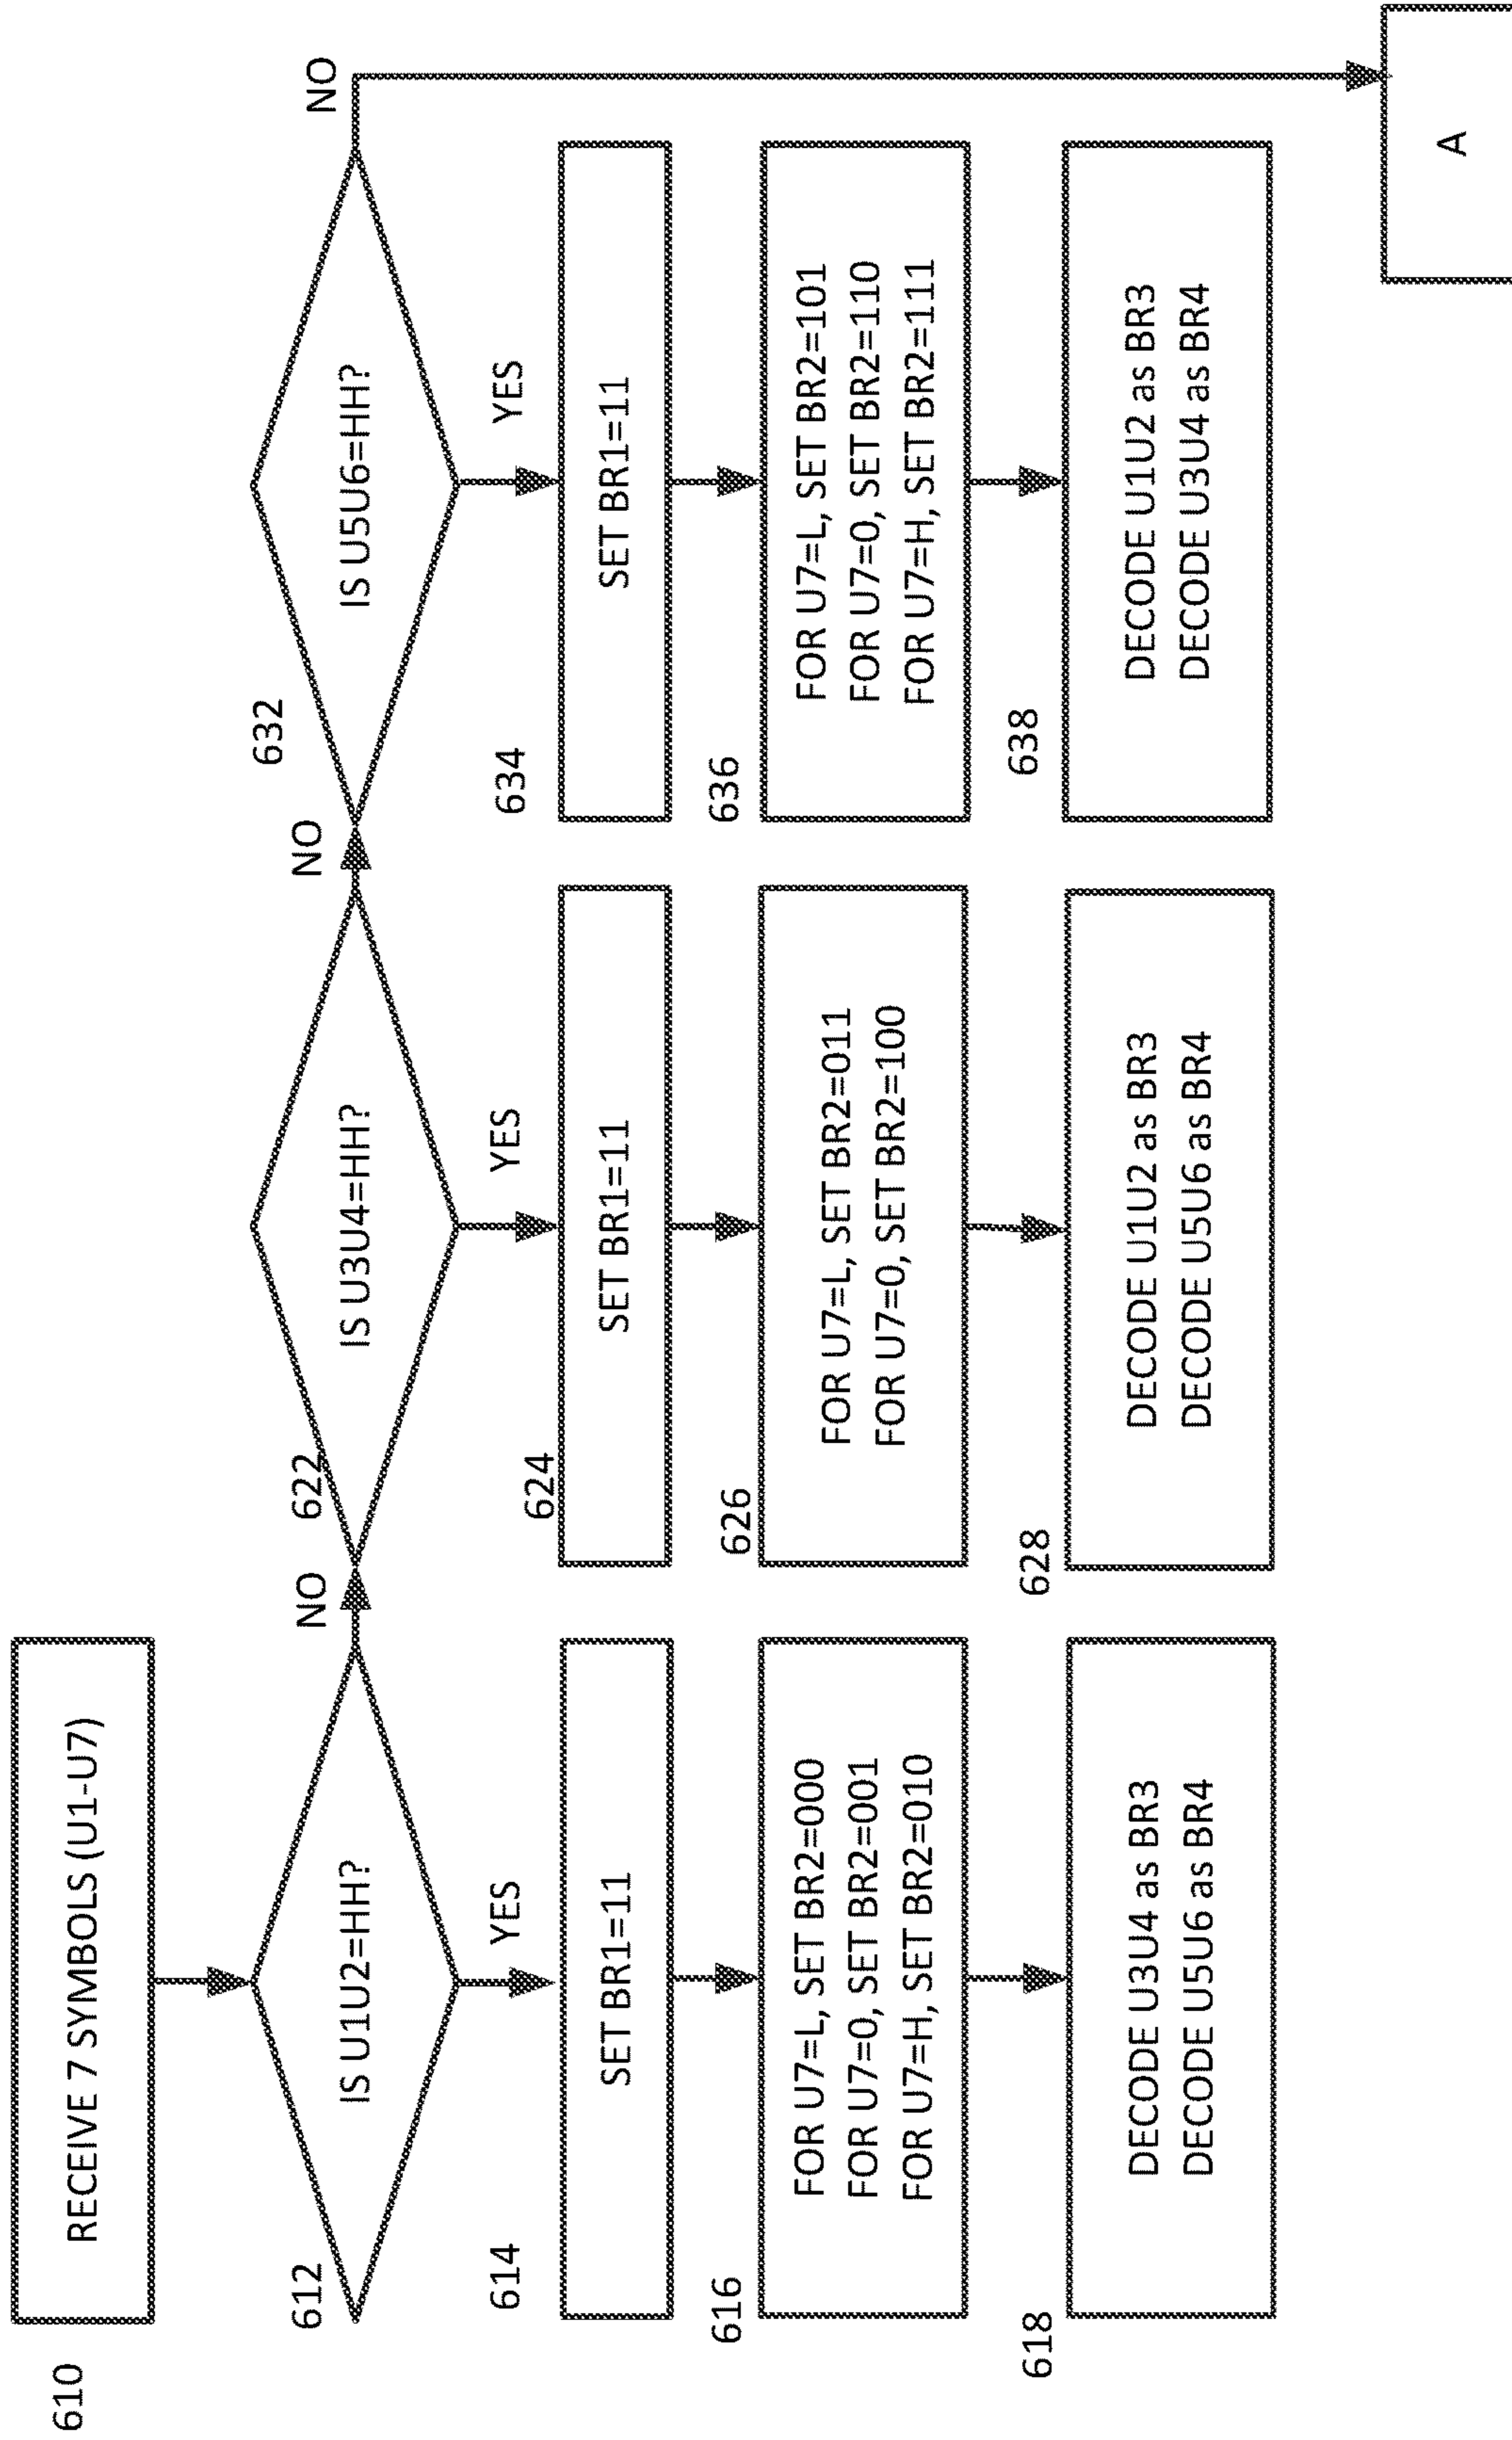 610
RECEIVE 7 SYMBOLS (U1-U7)
612
IS U1U2=HH?
NO
YES
614
SET BR1=11
616
FOR U7=L, SET BR2=000
FOR U7=0, SET BR2=001
FOR U7=H, SET BR2=010
618
DECODE U3U4 as BR3
DECODE U5U6 as BR4
622
IS U3U4=HH?
NO
YES
624
SET BR1=11
626
FOR U7=L, SET BR2=011
FOR U7=0, SET BR2=100
628
DECODE U1U2 as BR3
DECODE U5U6 as BR4
632
IS U5U6=HH?
NO
YES
634
SET BR1=11
636
FOR U7=L, SET BR2=101
FOR U7=0, SET BR2=110
FOR U7=H, SET BR2=111
638
DECODE U1U2 as BR3
DECODE U3U4 as BR4
A